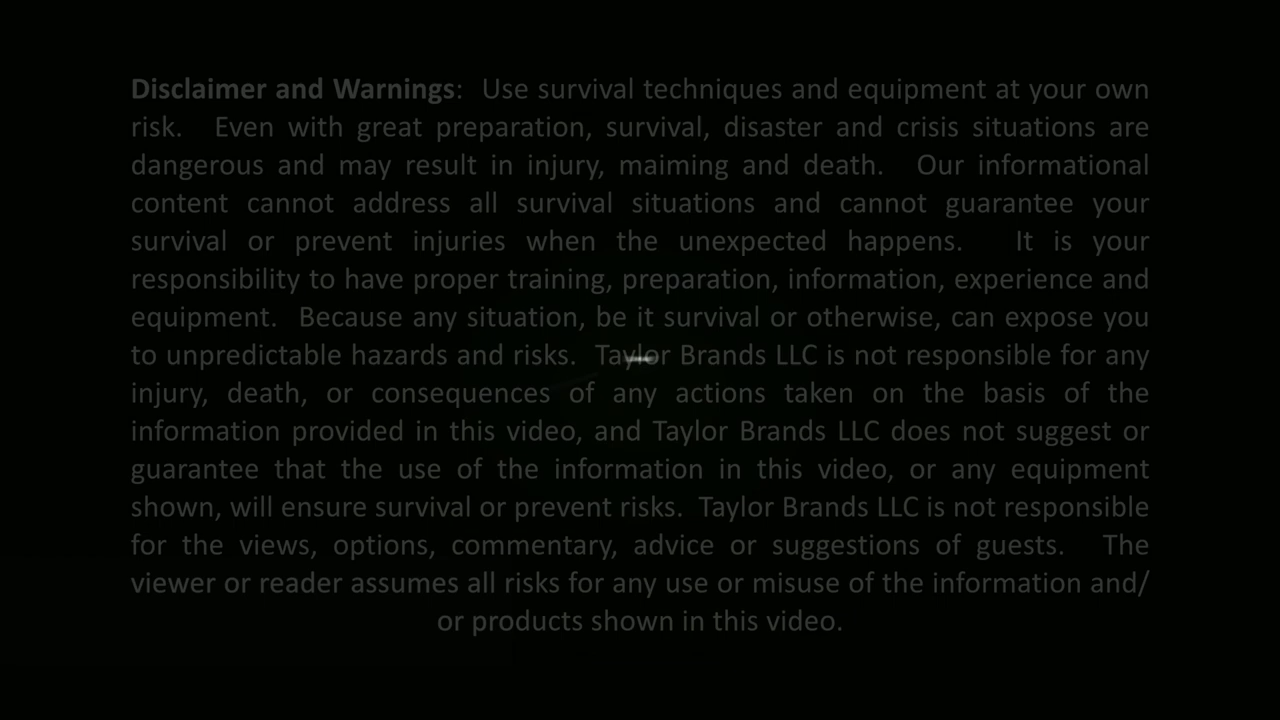 Disclaimer and Warnings: Use survival techniques and equipment at your own
risk. Even with great preparation, survival, disaster and crisis situations are
dangerous and may result in injury, maiming and death. Our informational
content cannot address all survival situations and cannot guarantee your
survival or prevent injuries when the unexpected happens. It is your
responsibility to have proper training, preparation, information, experience and
equipment. Because any situation, be it survival or otherwise, can expose you
to unpredictable hazards and risks. Taylor Brands LLC is not responsible for any
injury, death, or consequences of any actions taken on the basis of the
information provided in this video, and Taylor Brands LLC does not suggest or
guarantee that the use of the information in this video, or any equipment
shown, will ensure survival or prevent risks. Taylor Brands LLC is not responsible
for the views, options, commentary, advice or suggestions of guests. The
viewer or reader assumes all risks for any use or misuse of the information and/
or products shown in this video.